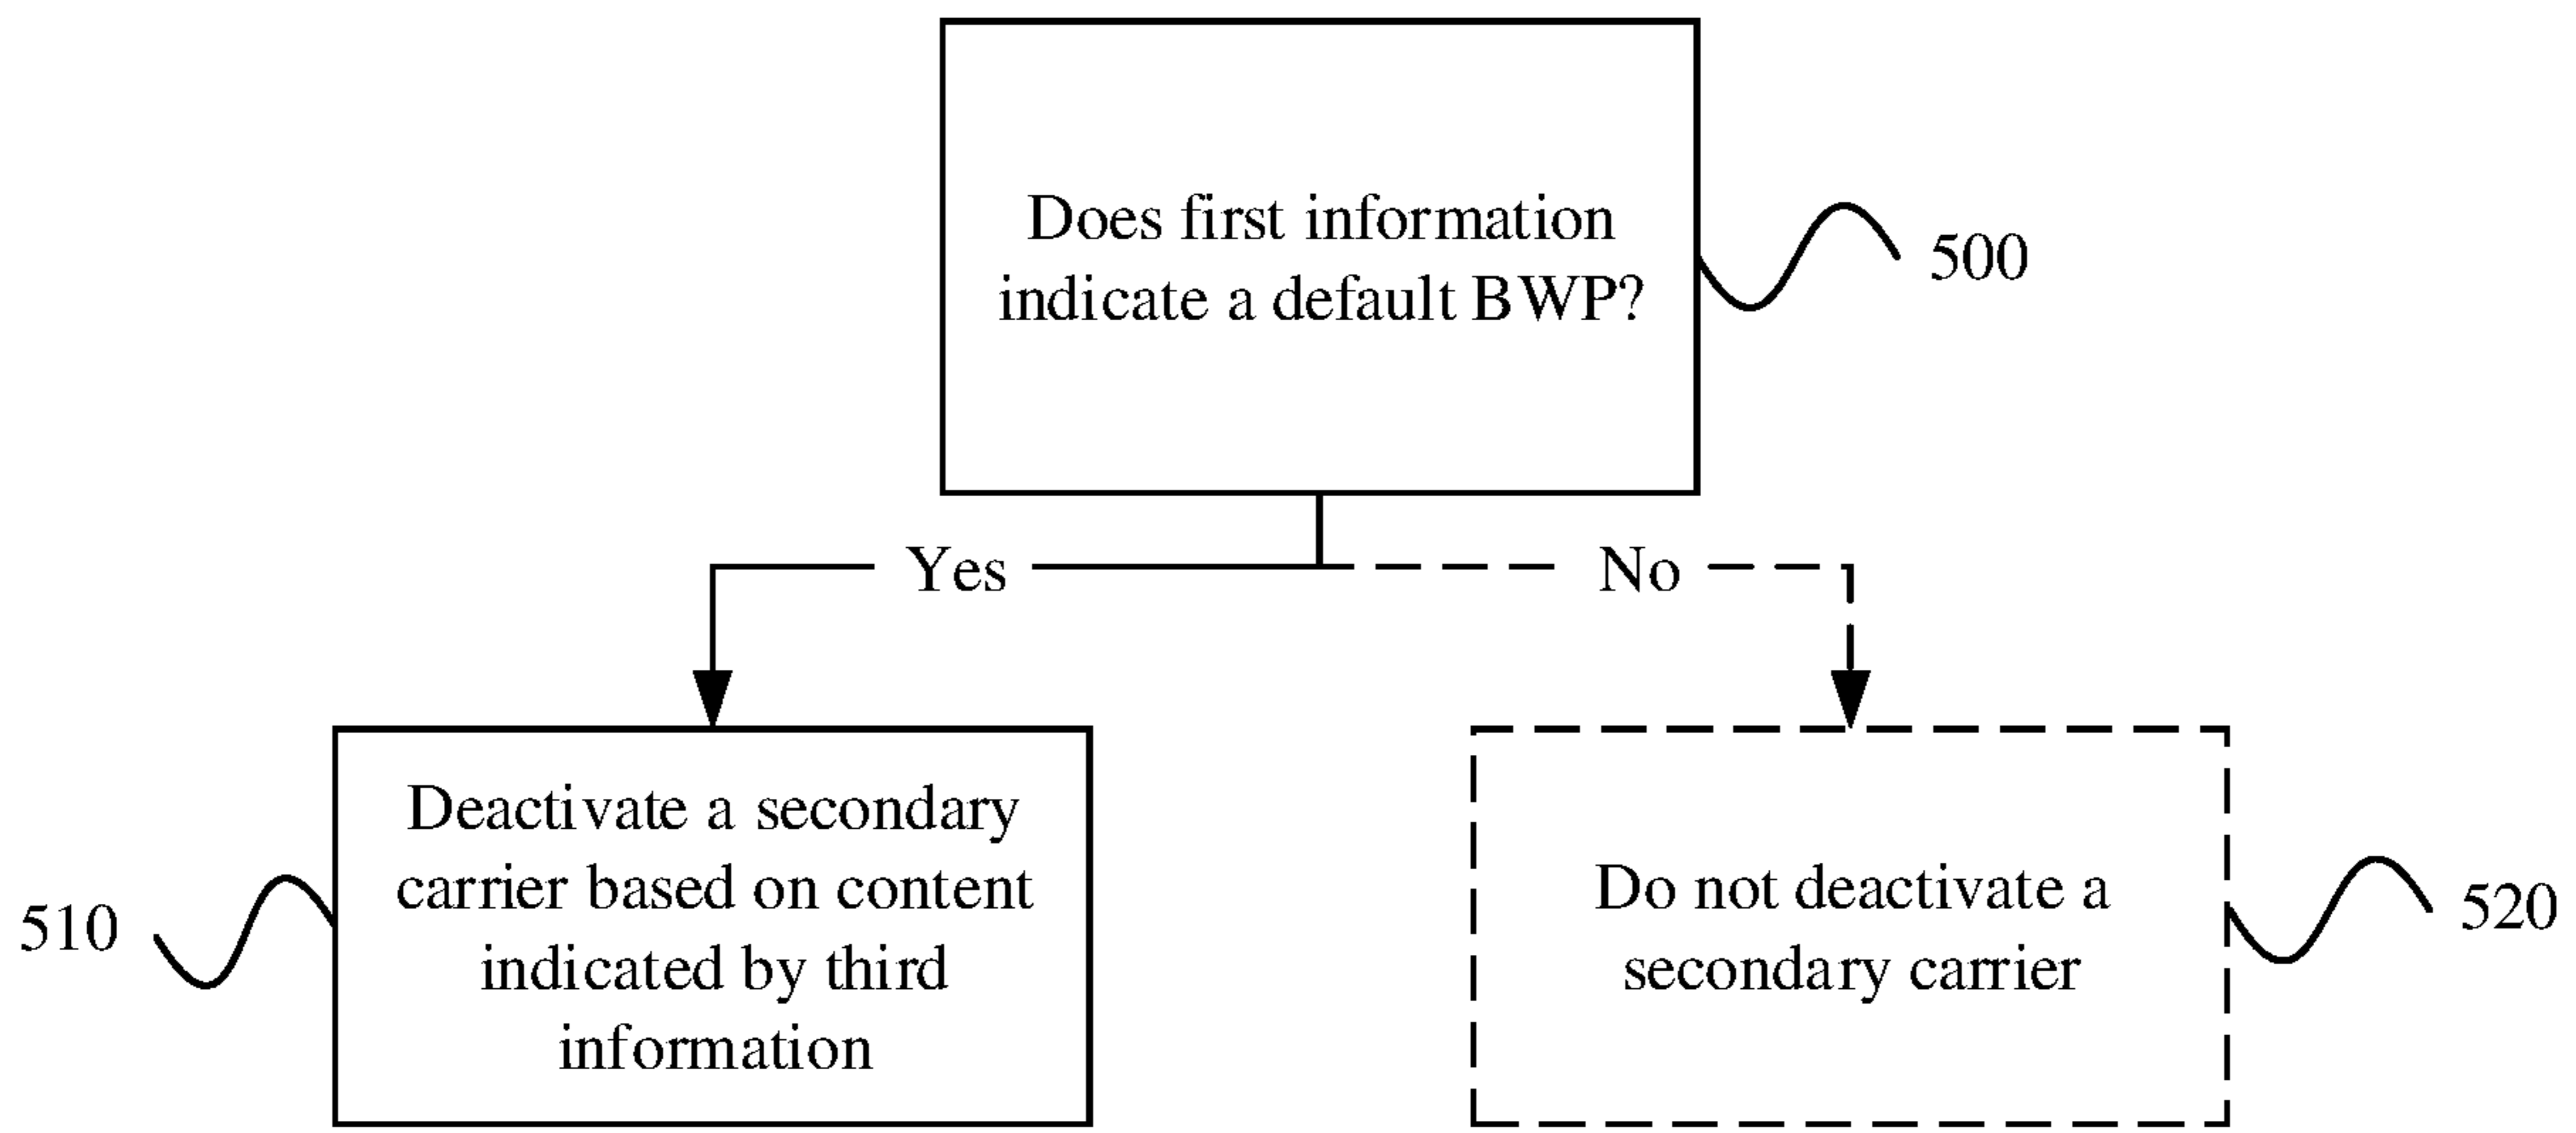 Does first information
indicate a default BWP?
500
Yes
No
Deactivate a secondary
carrier based on content
indicated by third
information
510
Do not deactivate a
secondary carrier
520